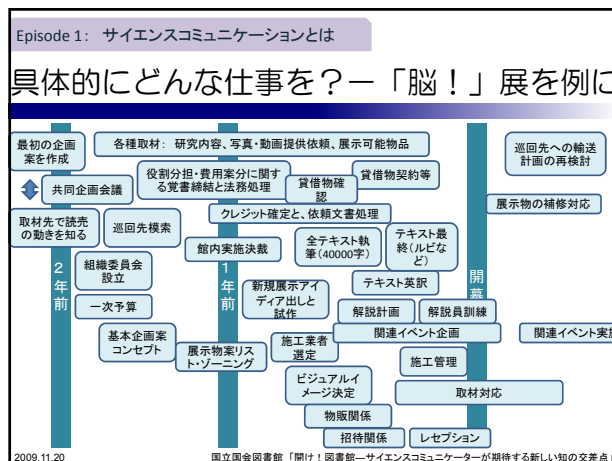 Episode 1： サイエンスコミュニケーションとは
具体的にどんな仕事を？－「脳！」展を例に
最初の企画
案を作成
各種取材： 研究内容、写真・動画提供依頼、展示可能物品
巡回先への輸送
計画の再検討
役割分担・費用案分に関する
覚書締結と法務処理
貸借物確
認
貸借物契約等
共同企画会議
クレジット確定と、依頼文書処理
展示物の補修対応
取材先で読売
の動きを知る
巡回先模索
館内実施決裁
全テキスト執
筆（40000字）
テキスト最
終（ルビな
ど）
2年前
組織委員会
設立
1年前
新規展示アイ
ディア出しと
試作
テキスト英訳
開幕
一次予算
解説計画
解説員訓練
基本企画案
コンセプト
展示物案リス
ト・ゾーニング
施工業者
選定
関連イベント企画
関連イベント実施
施工管理
ビジュアルイ
メージ決定
取材対応
物販関係
招待関係
レセプション
2009.11.20
国立国会図書館 「開け！図書館―サイエンスコミュニケーターが期待する新しい知の交差点」